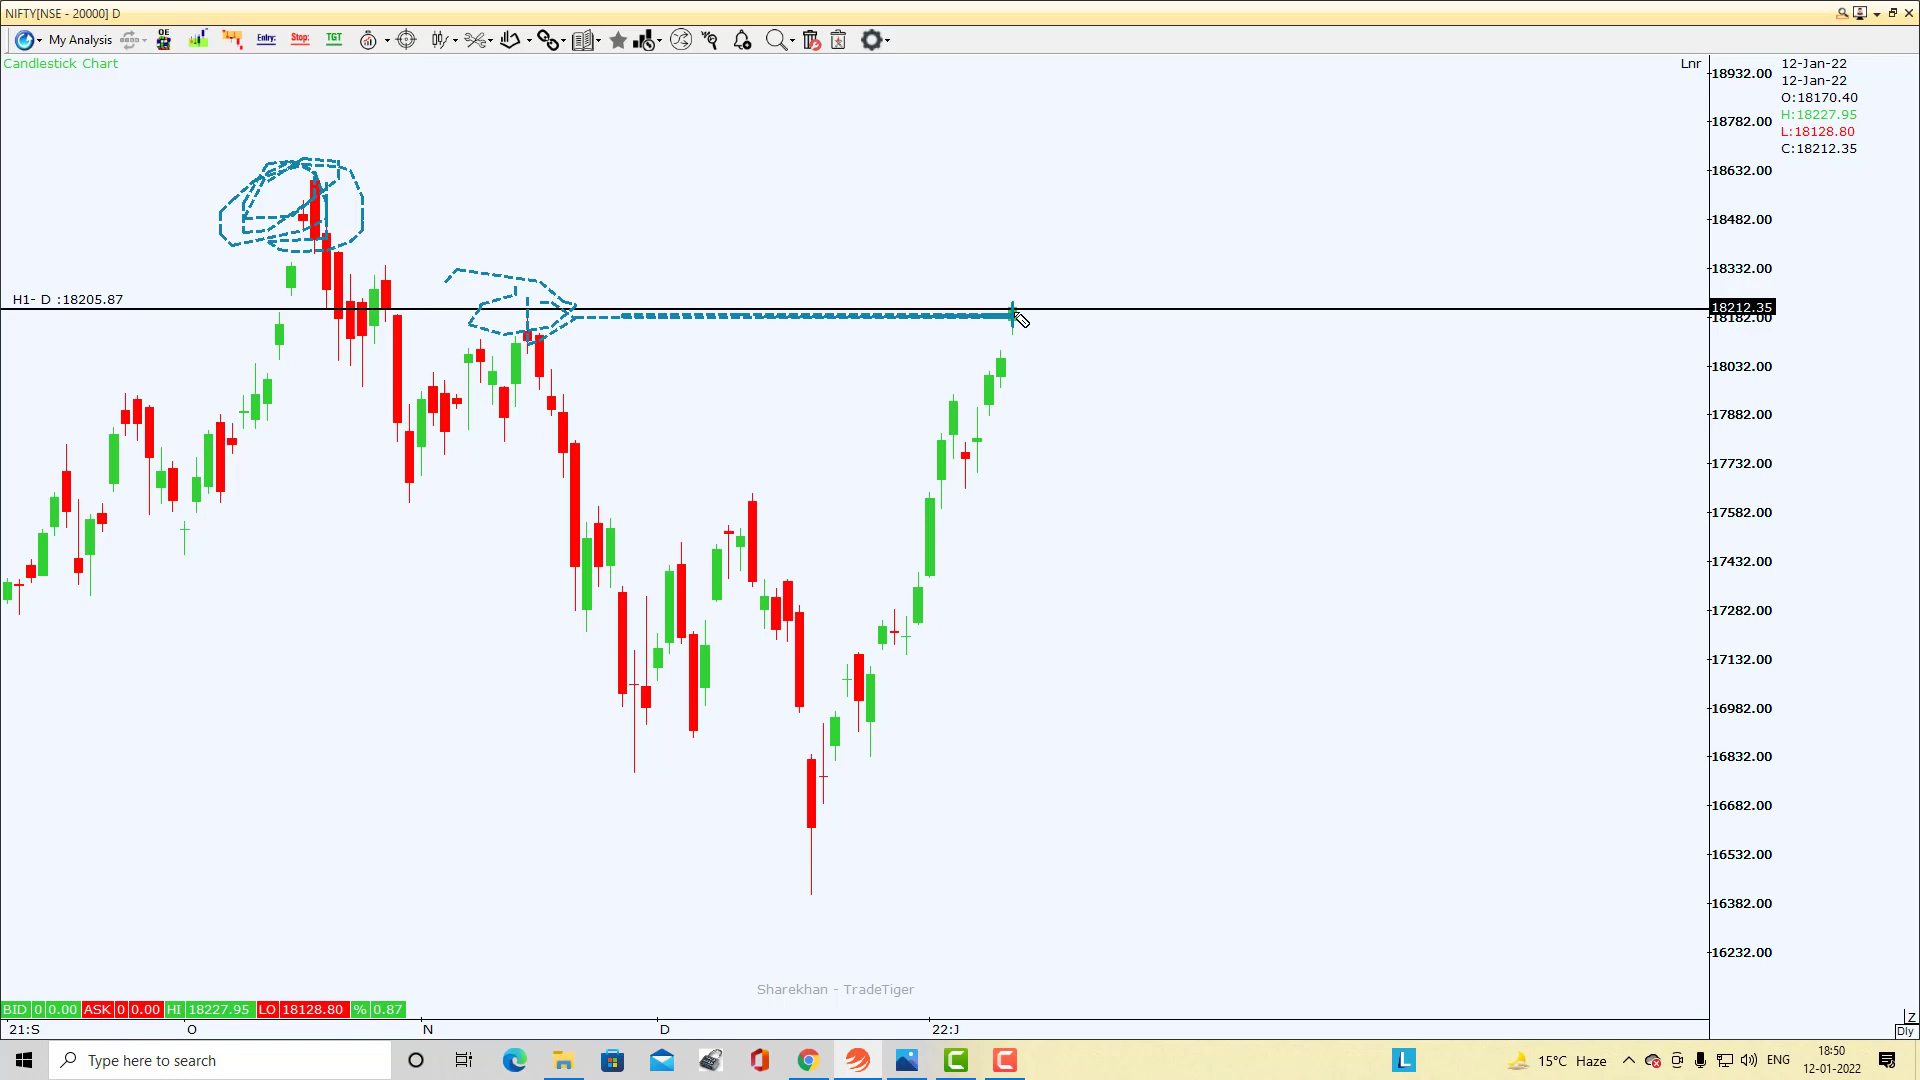 NIFTY[NSE - 20000] D
My Analysis
OE
Entry:
Stop:
TGT
Candlestick Chart
Lnr
18932.00
12-Jan-22
12-Jan-22
O:18170.40
H:18227.95
L:18128.80
C:18212.35
18782.00
18632.00
18482.00
18332.00
H1- D :18205.87
18212.35
18182.00
18032.00
17882.00
17732.00
17582.00
17432.00
17282.00
17132.00
16982.00
16832.00
16682.00
16532.00
16382.00
16232.00
Sharekhan - TradeTiger
BID 0 0.00 ASK 0 0.00 HI 18227.95 LO 18128.80 % 0.87
21:S O N D 22:J
Z
Dly
Type here to search
L
15°C Haze
ENG
18:50
12-01-2022